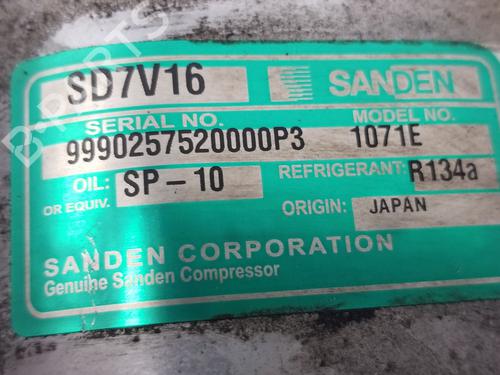 SD7V16
SANDEN
SERIAL NO.
MODEL NO.
9990257520000P3
1071E
OIL:
OR EQUIV.
SP-10
REFRIGERANT:
R134a
ORIGIN:
JAPAN
SANDEN CORPORATION
Genuine Sanden Compressor